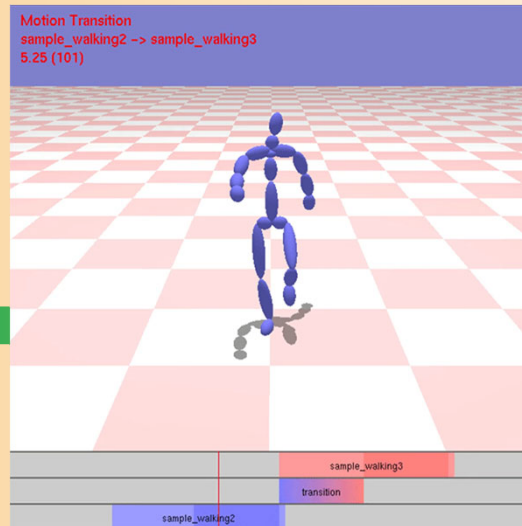 Motion Transition
sample_walking2 -> sample_walking3
5.25 (101)
sample_walking3
transition
sample_walking2